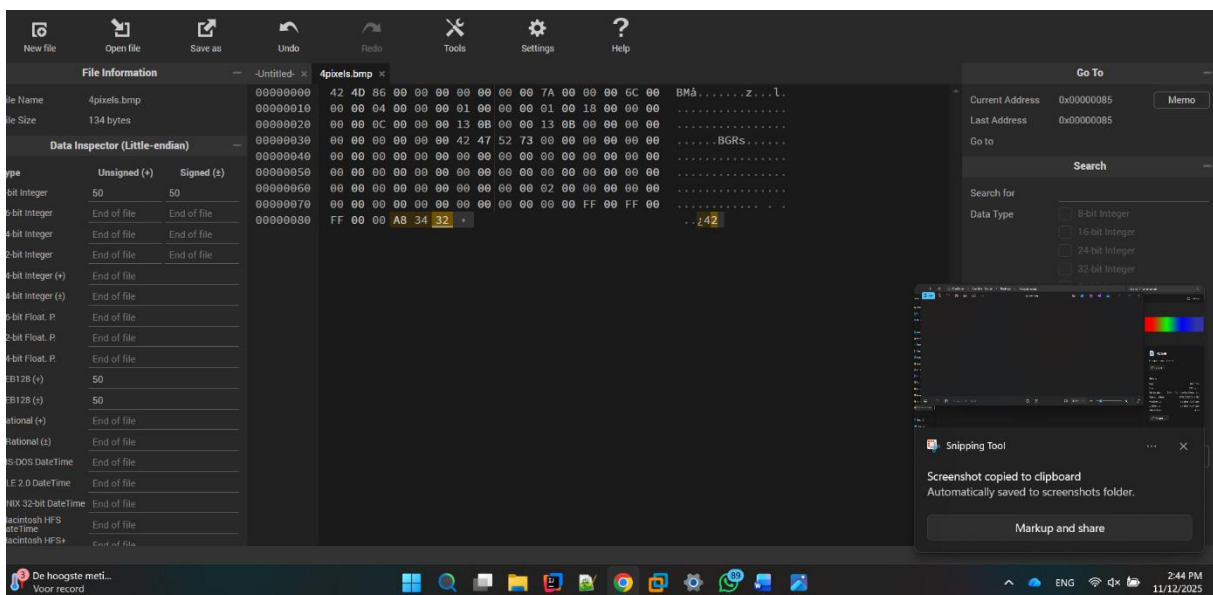 New file Open file Save as Undo Redo Tools Settings Help
File Information
-Untitled- × 4pixels.bmp ×
Go To
ile Name 4pixels.bmp
ile Size 134 bytes
Data Inspector (Little-endian)
ype Unsigned (+) Signed (±)
-bit Integer 50 50
6-bit Integer End of file End of file
4-bit Integer End of file End of file
2-bit Integer End of file End of file
4-bit Integer (+) End of file
4-bit Integer (±) End of file
6-bit Float. P. End of file
2-bit Float. P. End of file
4-bit Float. P. End of file
EB128 (+) 50
EB128 (±) 50
ational (+) End of file
Rational (±) End of file
IS-DOS DateTime End of file
LE 2.0 DateTime End of file
NIX 32-bit DateTime End of file
lacintosh HFS
ateTime End of file
lacintosh HFS+ End of file
00000000 42 4D 86 00 00 00 00 00 00 00 7A 00 00 00 6C 00 BMå.......z...l.
00000010 00 00 04 00 00 00 01 00 00 00 01 00 18 00 00 00 ................
00000020 00 00 0C 00 00 00 13 0B 00 00 13 0B 00 00 00 00 ................
00000030 00 00 00 00 00 00 42 47 52 73 00 00 00 00 00 00 ......BGRs......
00000040 00 00 00 00 00 00 00 00 00 00 00 00 00 00 00 00 ................
00000050 00 00 00 00 00 00 00 00 00 00 00 00 00 00 00 00 ................
00000060 00 00 00 00 00 00 00 00 00 00 02 00 00 00 00 00 ................
00000070 00 00 00 00 00 00 00 00 00 00 00 00 FF 00 FF 00 ............ . .
00000080 FF 00 00 A8 34 32 + ..¿42
Current Address 0x00000085 Memo
Last Address 0x00000085
Go to
Search
Search for
Data Type 8-bit Integer
16-bit Integer
24-bit Integer
32-bit Integer
Snipping Tool
Screenshot copied to clipboard
Automatically saved to screenshots folder.
Markup and share
3 De hoogste meti...
Voor record
89
ENG
2:44 PM
11/12/2025